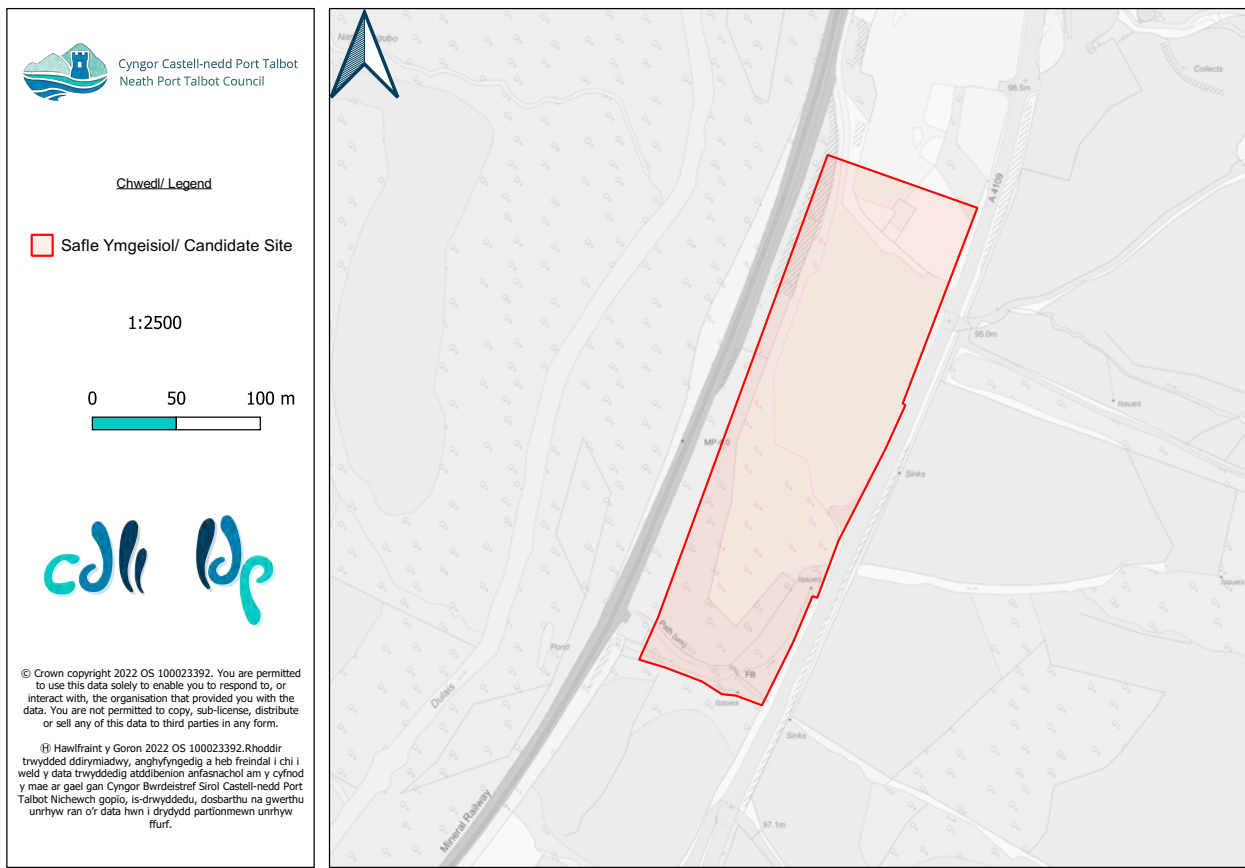 Cyngor Castell-nedd Port Talbot
Neath Port Talbot Council
Chwedl/ Legend
Safle Ymgeisiol/ Candidate Site
1:2500
0 50 100 m
cdll ldp
© Crown copyright 2022 OS 100023392. You are permitted
to use this data solely to enable you to respond to, or
interact with, the organisation that provided you with the
data. You are not permitted to copy, sub-license, distribute
or sell any of this data to third parties in any form.
Ⓗ Hawlfraint y Goron 2022 OS 100023392.Rhoddir
trwydded ddirymiadwy, anghyfyngedig a heb freindal i chi i
weld y data trwyddedig atddibenion anfasnachol am y cyfnod
y mae ar gael gan Cyngor Bwrdeistref Sirol Castell-nedd Port
Talbot Nichewch gopïo, is-drwyddedu, dosbarthu na gwerthu
unrhyw ran o'r data hwn i drydydd partïonmewn unrhyw
ffurf.
Collects
98.5m
A 4109
95.0m
Issues
MP
Sinks
Issues
Issues
Path (um)
Pond
FB
Issues
Dulais
Sinks
97.1m
Mineral Railway